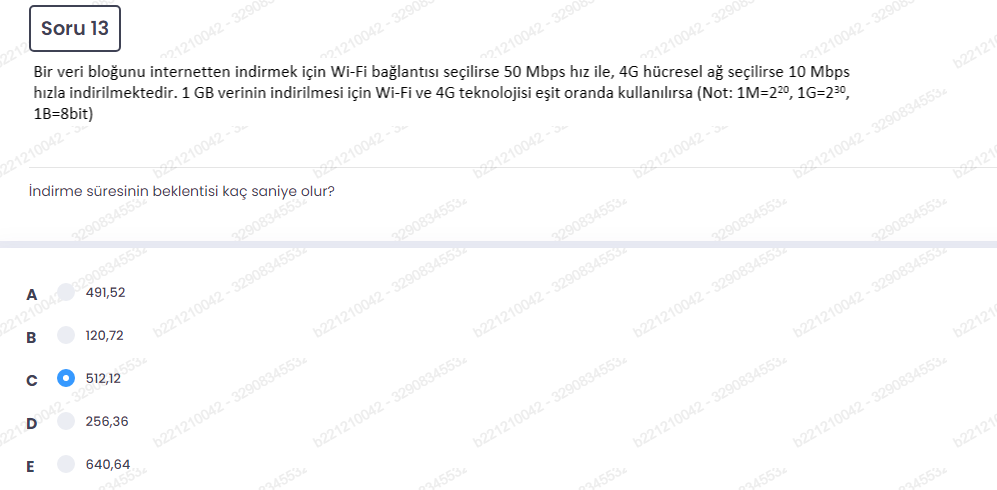 Soru 13
Bir veri bloğunu internetten indirmek için Wi-Fi bağlantısı seçilirse 50 Mbps hız ile, 4G hücresel ağ seçilirse 10 Mbps
hızla indirilmektedir. 1 GB verinin indirilmesi için Wi-Fi ve 4G teknolojisi eşit oranda kullanılırsa (Not: 1M=2²⁰, 1G=2³⁰,
1B=8bit)
İndirme süresinin beklentisi kaç saniye olur?
A 491,52
B 120,72
C 512,12
D 256,36
E 640,64